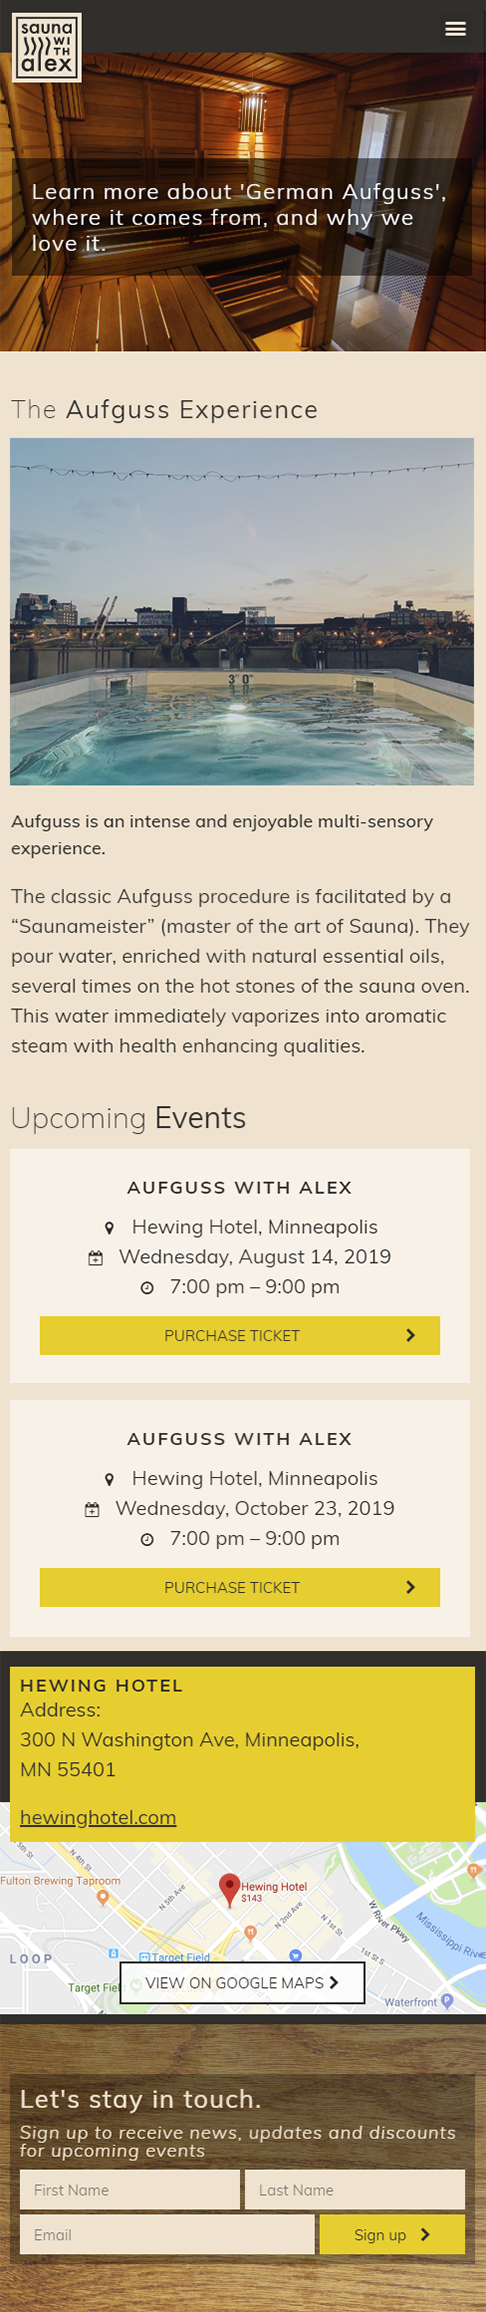 sauna
WI
TH
alex
Learn more about 'German Aufguss',
where it comes from, and why we
love it.
The Aufguss Experience
3 0
Aufguss is an intense and enjoyable multi-sensory
experience.
The classic Aufguss procedure is facilitated by a
“Saunameister” (master of the art of Sauna). They
pour water, enriched with natural essential oils,
several times on the hot stones of the sauna oven.
This water immediately vaporizes into aromatic
steam with health enhancing qualities.
Upcoming Events
AUFGUSS WITH ALEX
Hewing Hotel, Minneapolis
Wednesday, August 14, 2019
7:00 pm – 9:00 pm
PURCHASE TICKET
AUFGUSS WITH ALEX
Hewing Hotel, Minneapolis
Wednesday, October 23, 2019
7:00 pm – 9:00 pm
PURCHASE TICKET
HEWING HOTEL
Address:
300 N Washington Ave, Minneapolis,
MN 55401
hewinghotel.com
N 4th St
Fulton Brewing Taproom
N 5th Ave
Hewing Hotel
$143
N 2nd Ave
N 1st St
1st St S
W River Pkwy
Mississippi Riv
LOOP
Target Field
Target Fiel
VIEW ON GOOGLE MAPS
Waterfront
Let's stay in touch.
Sign up to receive news, updates and discounts
for upcoming events
First Name
Last Name
Email
Sign up